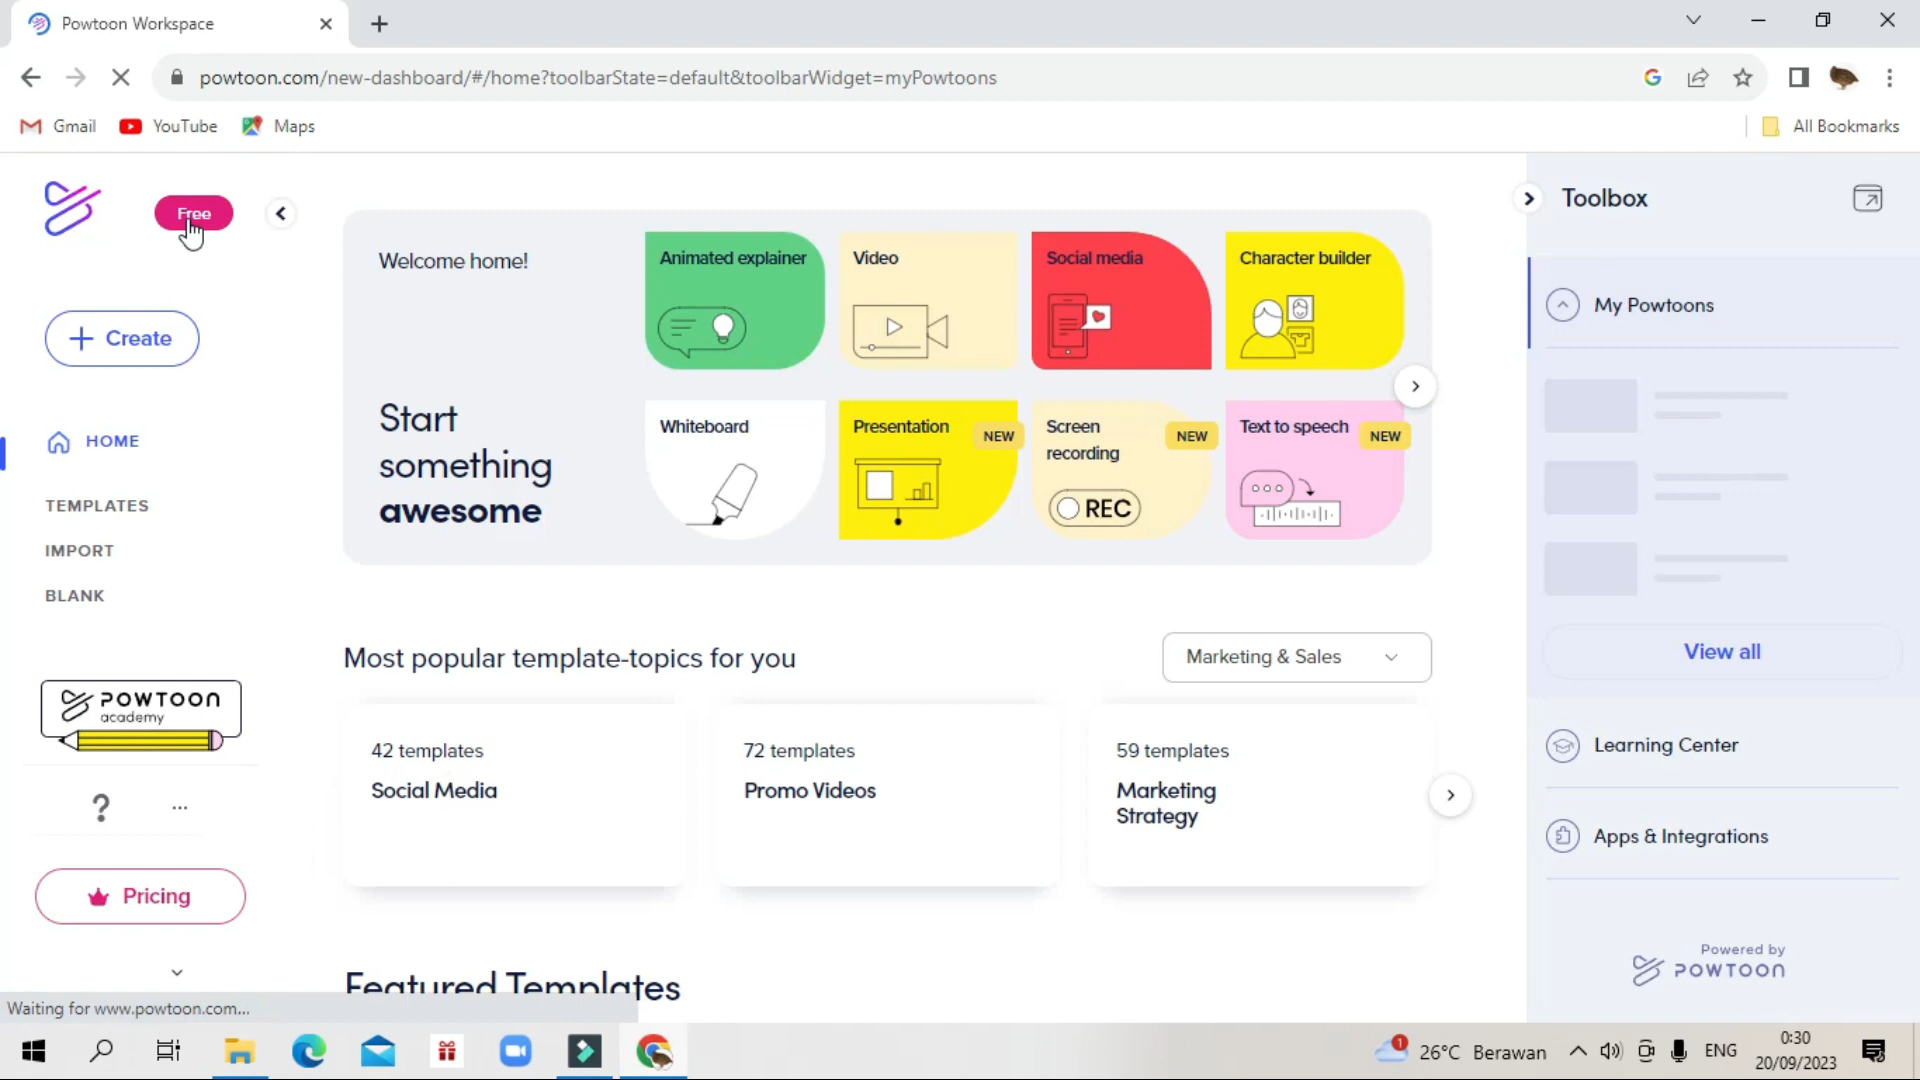 Powtoon Workspace
powtoon.com/new-dashboard/#/home?toolbarState=default&toolbarWidget=myPowtoons
Gmail
YouTube
Maps
All Bookmarks
Free
Create
HOME
TEMPLATES
IMPORT
BLANK
POWTOON
academy
?
...
Pricing
Waiting for www.powtoon.com...
Welcome home!
Start
something
awesome
Animated explainer
Video
Social media
Character builder
Whiteboard
Presentation
NEW
Screen
recording
NEW
REC
Text to speech
NEW
Most popular template-topics for you
Marketing & Sales
42 templates
Social Media
72 templates
Promo Videos
59 templates
Marketing
Strategy
Featured Templates
Toolbox
My Powtoons
View all
Learning Center
Apps & Integrations
Powered by
POWTOON
1
26°C Berawan
ENG
0:30
20/09/2023